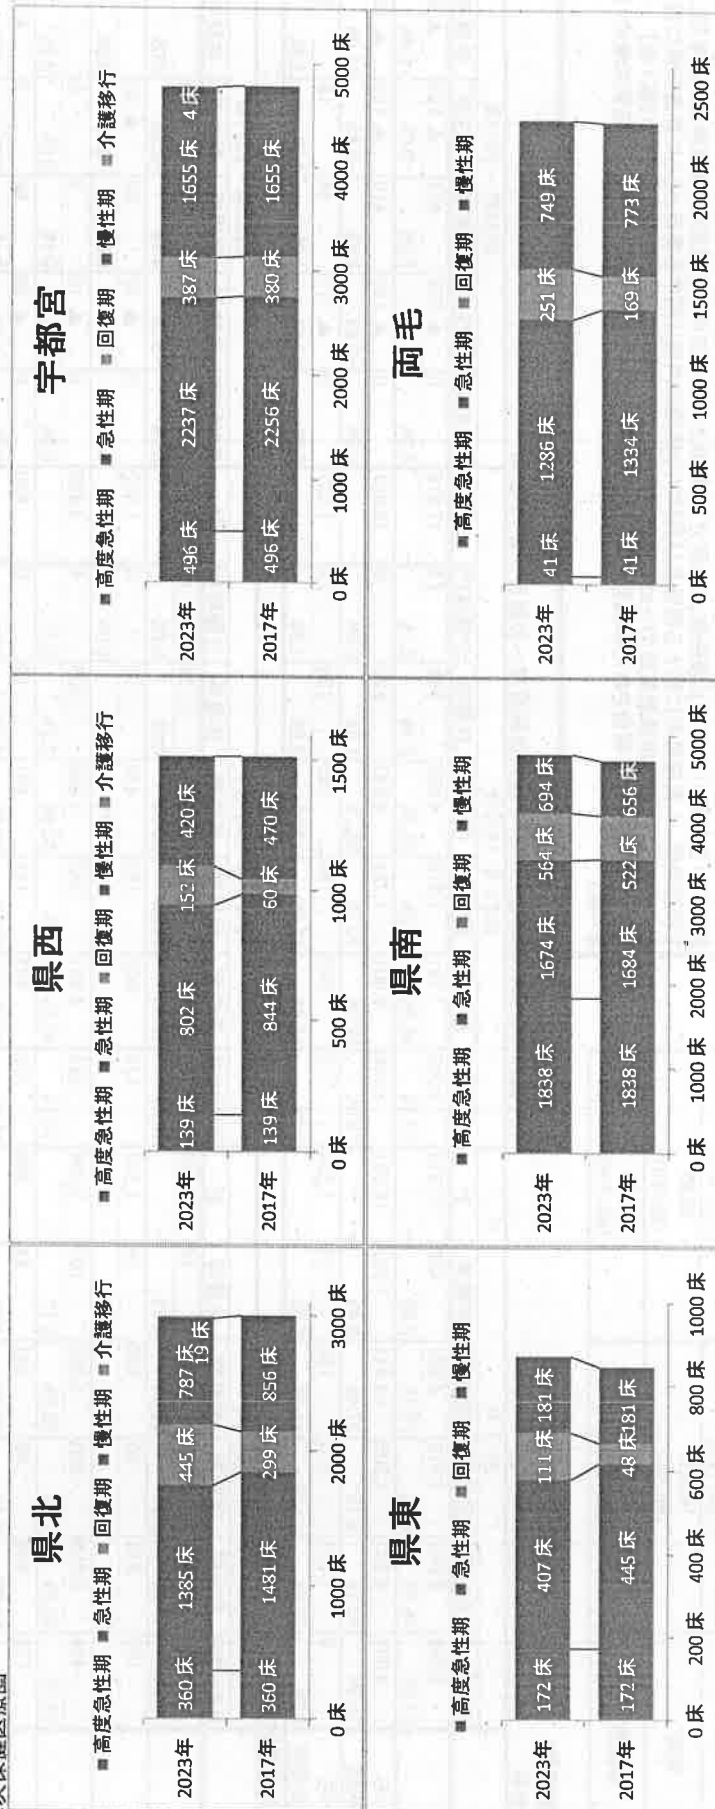 県北
■高度急性期 ■急性期 ■回復期 ■慢性期 ■介護移行
2023年 360床 1385床 445床 787床 19床
2017年 360床 1481床 299床 856床
0床 1000床 2000床 3000床
県西
■高度急性期 ■急性期 ■回復期 ■慢性期 ■介護移行
2023年 139床 802床 152床 420床
2017年 139床 844床 60床 470床
0床 500床 1000床 1500床
宇都宮
■高度急性期 ■急性期 ■回復期 ■慢性期 ■介護移行
2023年 496床 2237床 387床 1655床 4床
2017年 496床 2256床 380床 1655床
0床 1000床 2000床 3000床 4000床 5000床
県東
■高度急性期 ■急性期 ■回復期 ■慢性期
2023年 172床 407床 111床 181床
2017年 172床 445床 48床 181床
0床 200床 400床 600床 800床 1000床
県南
■高度急性期 ■急性期 ■回復期 ■慢性期
2023年 1838床 1674床 564床 694床
2017年 1838床 1684床 522床 656床
0床 1000床 2000床 3000床 4000床 5000床
両毛
■高度急性期 ■急性期 ■回復期 ■慢性期
2023年 41床 1286床 251床 749床
2017年 41床 1334床 169床 773床
0床 500床 1000床 1500床 2000床 2500床